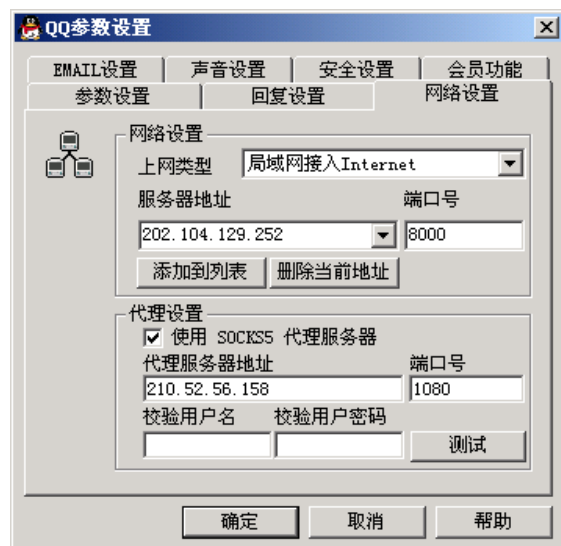 QQ参数设置
EMAIL设置 声音设置 安全设置 会员功能
参数设置 回复设置 网络设置
网络设置
上网类型 局域网接入Internet
服务器地址 端口号
202.104.129.252 8000
添加到列表 删除当前地址
代理设置
使用 SOCKS5 代理服务器
代理服务器地址 端口号
210.52.56.158 1080
校验用户名 校验用户密码
测试
确定 取消 帮助